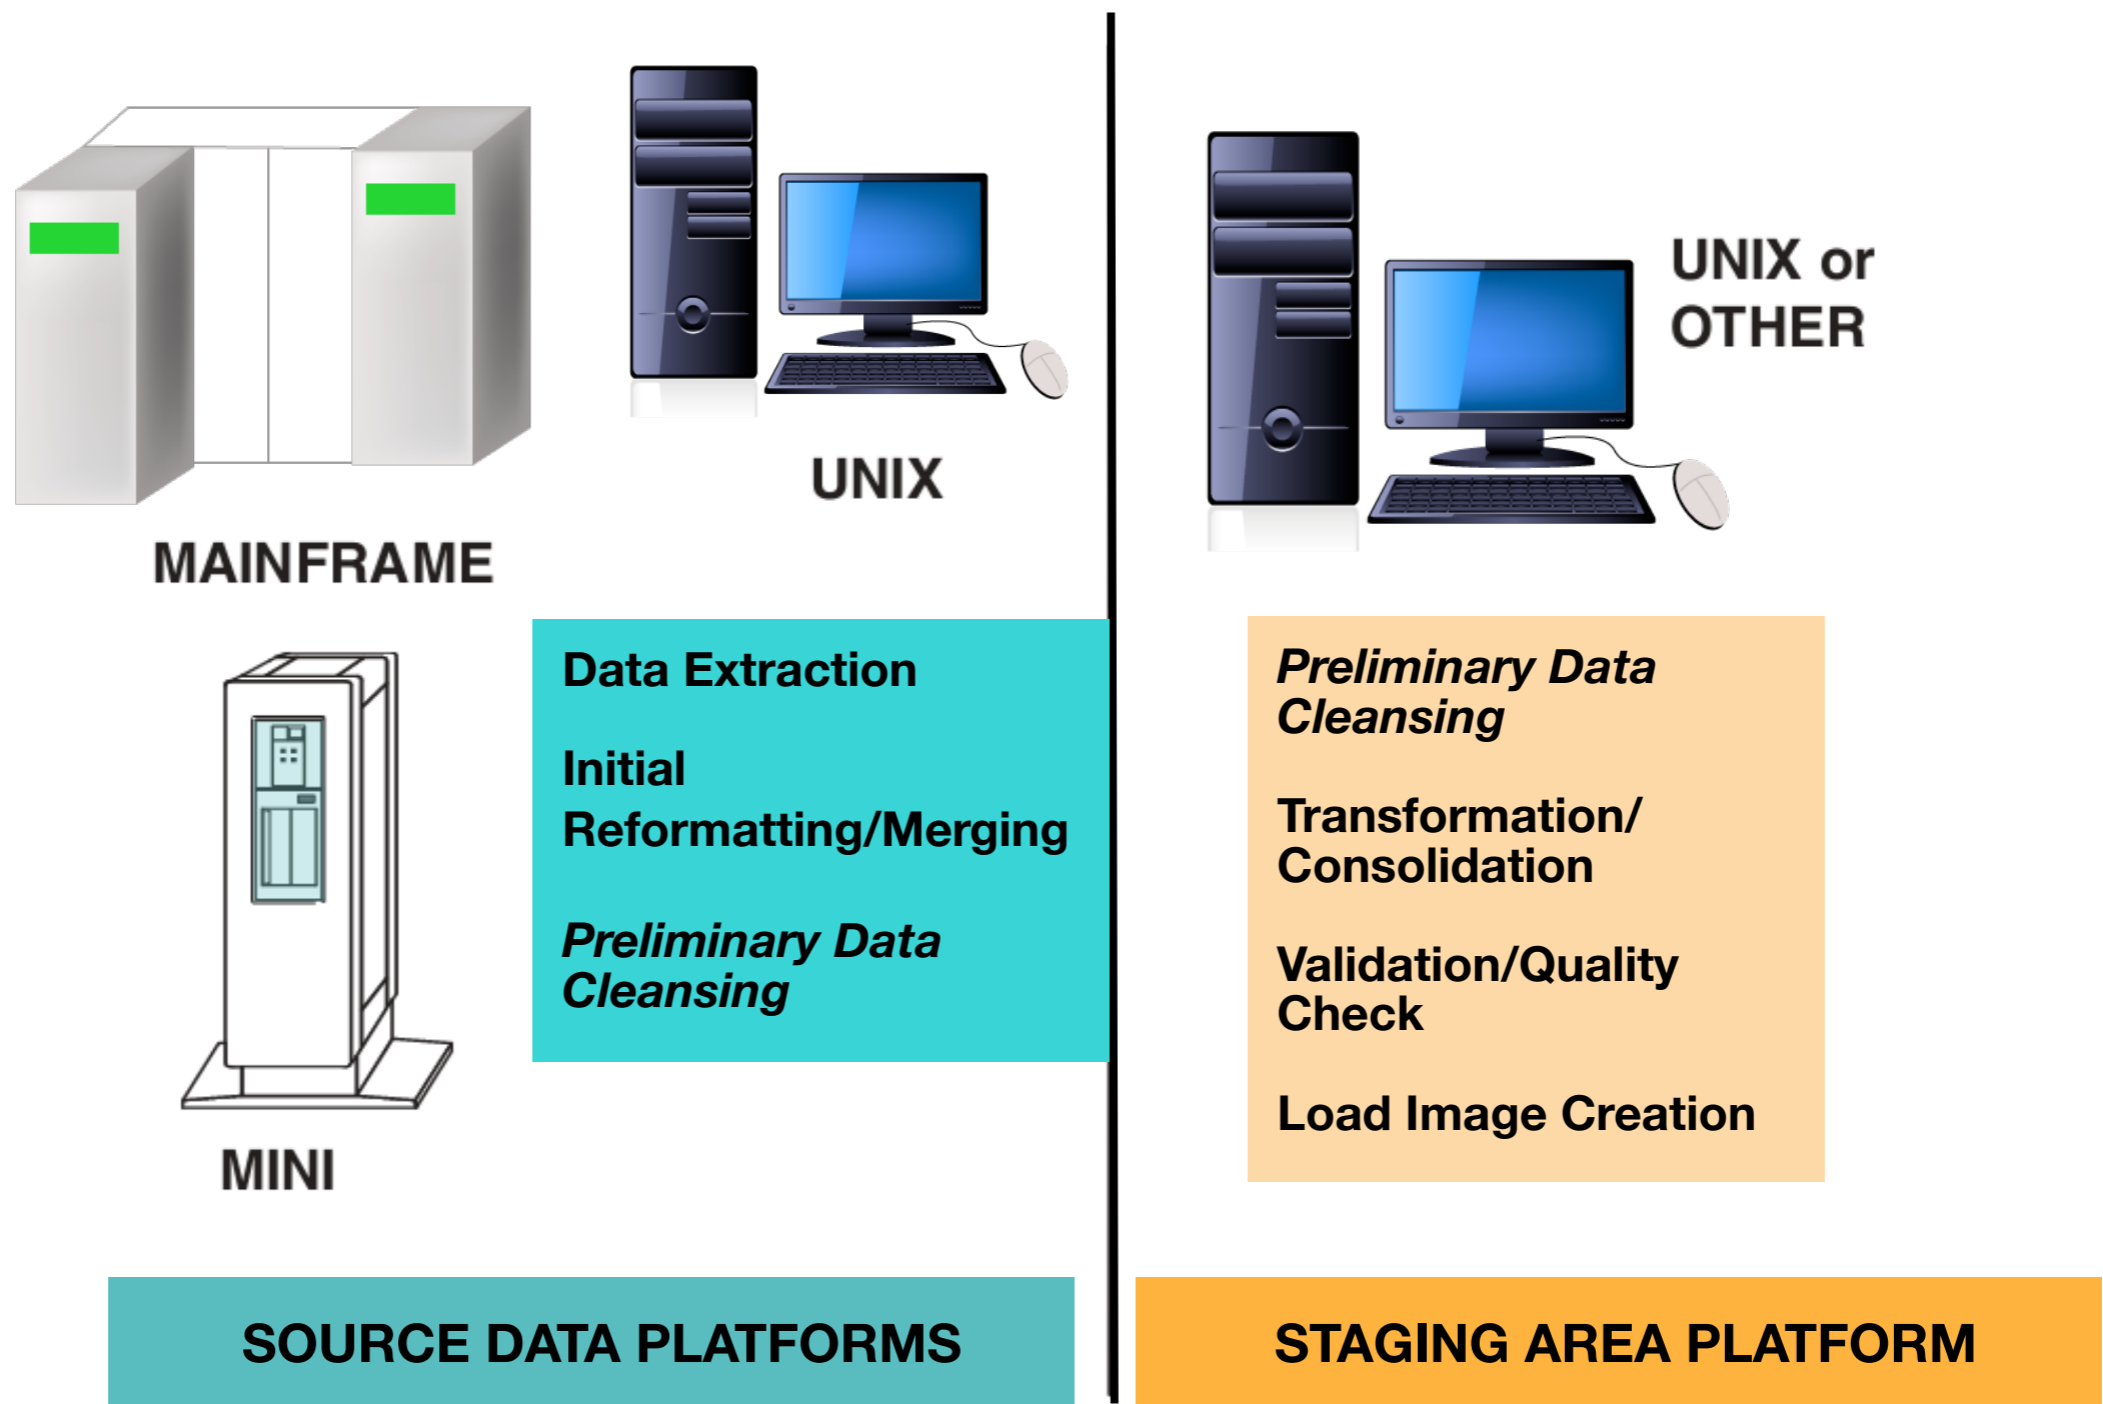 MAINFRAME
UNIX
MINI
Data Extraction
Initial
Reformatting/Merging
Preliminary Data
Cleansing
SOURCE DATA PLATFORMS
UNIX or
OTHER
Preliminary Data
Cleansing
Transformation/
Consolidation
Validation/Quality
Check
Load Image Creation
STAGING AREA PLATFORM